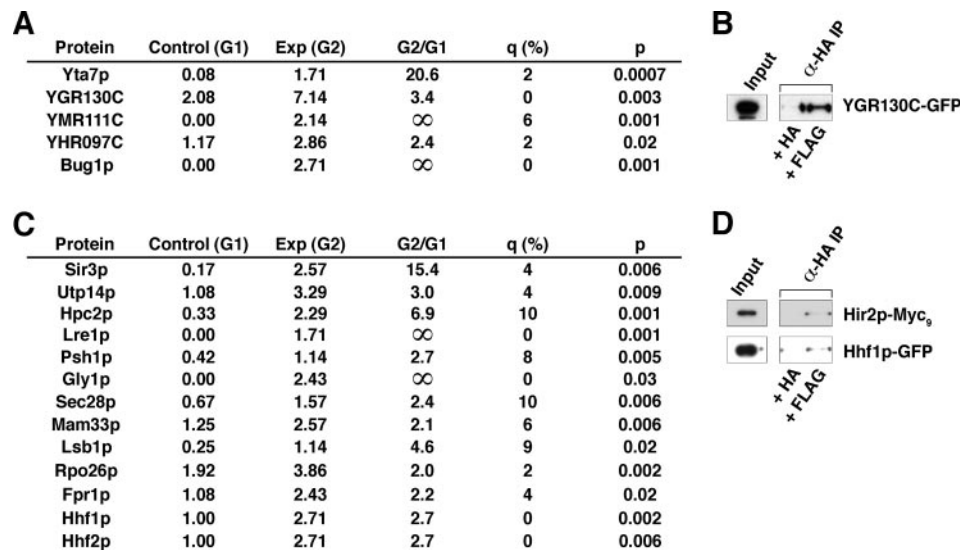 A
Protein Control (G1) Exp (G2) G2/G1 q (%) p
Yta7p 0.08 1.71 20.6 2 0.0007
YGR130C 2.08 7.14 3.4 0 0.003
YMR111C 0.00 2.14 ∞ 6 0.001
YHR097C 1.17 2.86 2.4 2 0.02
Bug1p 0.00 2.71 ∞ 0 0.001
B
Input
α-HA IP
YGR130C-GFP
+ HA
+ FLAG
C
Protein Control (G1) Exp (G2) G2/G1 q (%) p
Sir3p 0.17 2.57 15.4 4 0.006
Utp14p 1.08 3.29 3.0 4 0.009
Hpc2p 0.33 2.29 6.9 10 0.001
Lre1p 0.00 1.71 ∞ 0 0.001
Psh1p 0.42 1.14 2.7 8 0.005
Gly1p 0.00 2.43 ∞ 0 0.03
Sec28p 0.67 1.57 2.4 10 0.006
Mam33p 1.25 2.57 2.1 6 0.006
Lsb1p 0.25 1.14 4.6 9 0.02
Rpo26p 1.92 3.86 2.0 2 0.002
Fpr1p 1.08 2.43 2.2 4 0.02
Hhf1p 1.00 2.71 2.7 0 0.002
Hhf2p 1.00 2.71 2.7 0 0.006
D
Input
α-HA IP
Hir2p-Myc₉
Hhf1p-GFP
+ HA
+ FLAG